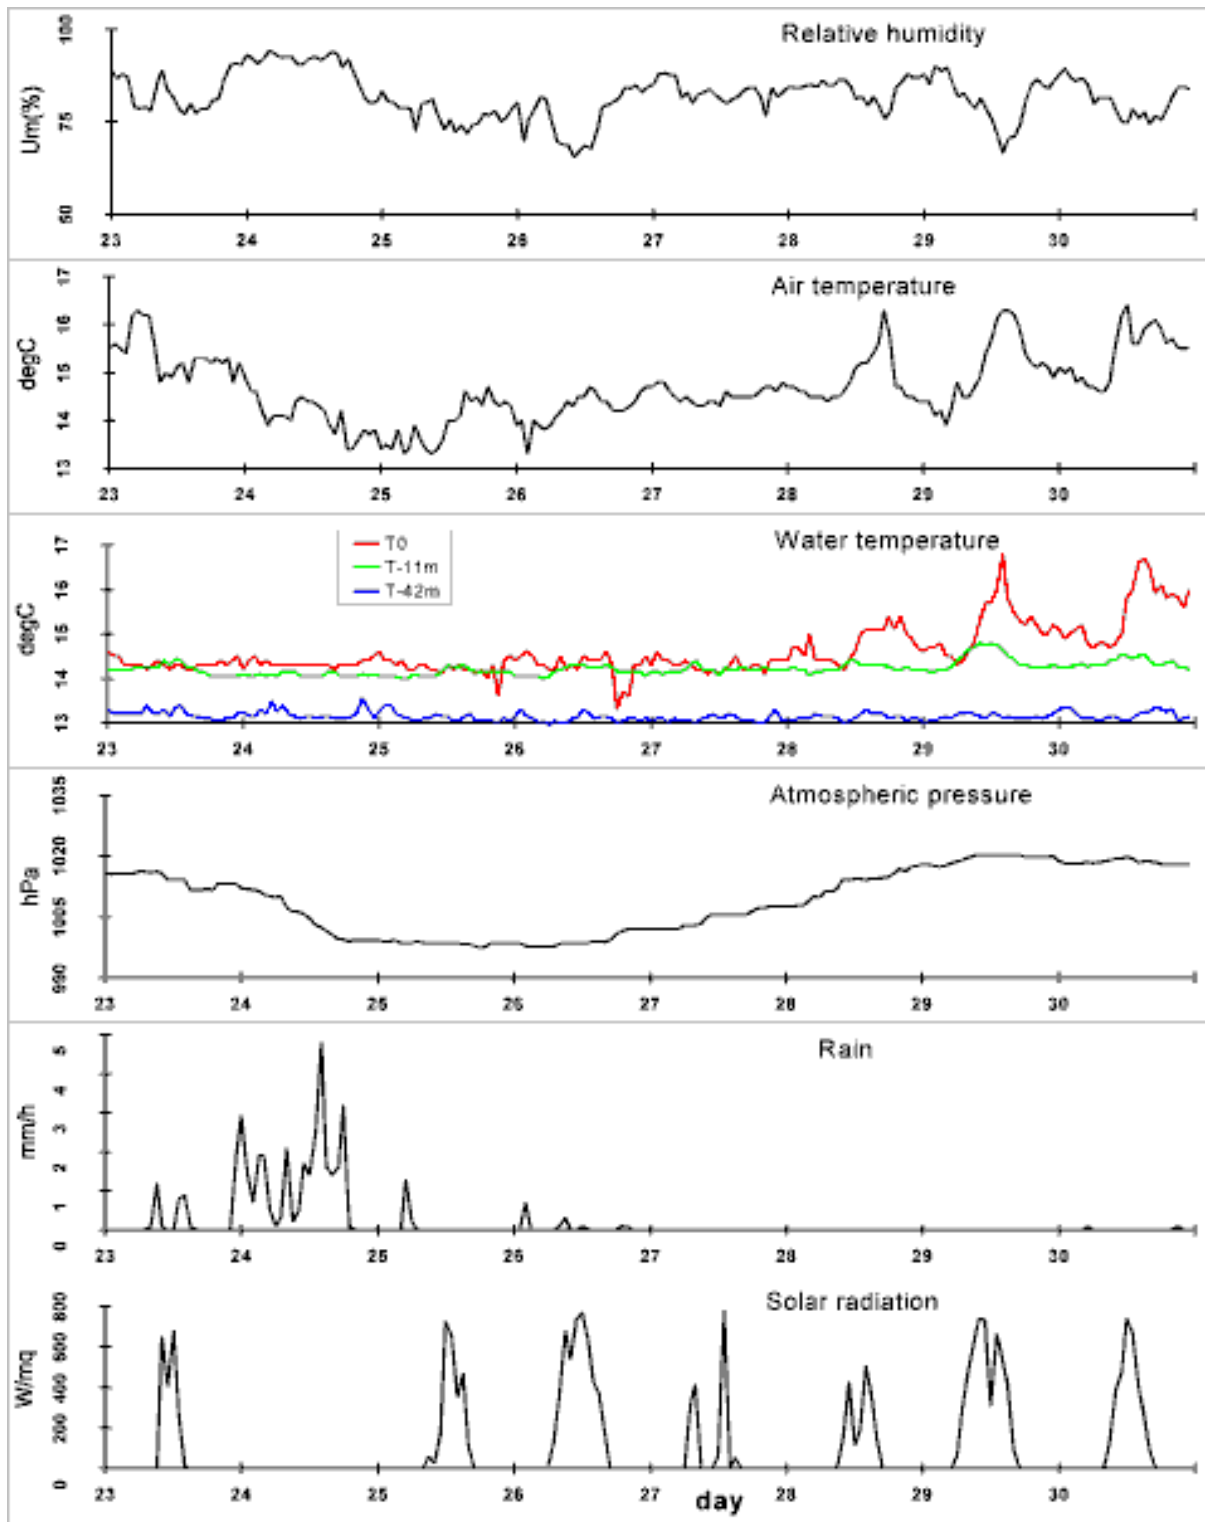 Relative humidity
Um(%)
100
75
50
23 24 25 26 27 28 29 30
Air temperature
degC
17
16
15
14
13
23 24 25 26 27 28 29 30
Water temperature
T0
T-11m
T-42m
degC
17
16
15
14
13
23 24 25 26 27 28 29 30
Atmospheric pressure
hPa
1035
1020
1005
990
23 24 25 26 27 28 29 30
Rain
mm/h
5
4
3
2
1
0
23 24 25 26 27 28 29 30
Solar radiation
W/mq
800
600
400
200
0
23 24 25 26 27 28 29 30
day